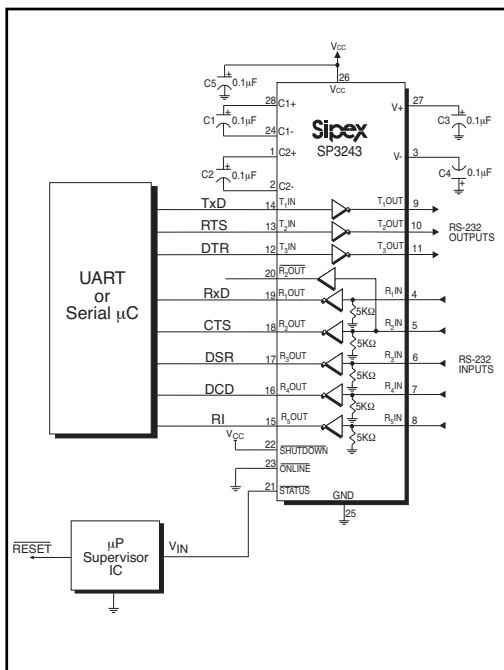 VCC
C5 + 0.1µF
26
VCC
28 C1+
C1 + 0.1µF
24 C1-
1 C2+
C2 + 0.1µF
2 C2-
Sipex
SP3243
V+ 27
C3 + 0.1µF
V- 3
C4 0.1µF +
UART
or
Serial µC
TxD 14 T1IN T1OUT 9
RTS 13 T2IN T2OUT 10
DTR 12 T3IN T3OUT 11
RS-232
OUTPUTS
20 R2OUT
RxD 19 R1OUT R1IN 4
5KΩ
CTS 18 R2OUT R2IN 5
5KΩ
DSR 17 R3OUT R3IN 6
5KΩ
DCD 16 R4OUT R4IN 7
5KΩ
RI 15 R5OUT R5IN 8
5KΩ
RS-232
INPUTS
VCC
22 SHUTDOWN
23 ONLINE
21 STATUS
GND
25
RESET
µP
Supervisor
IC
VIN